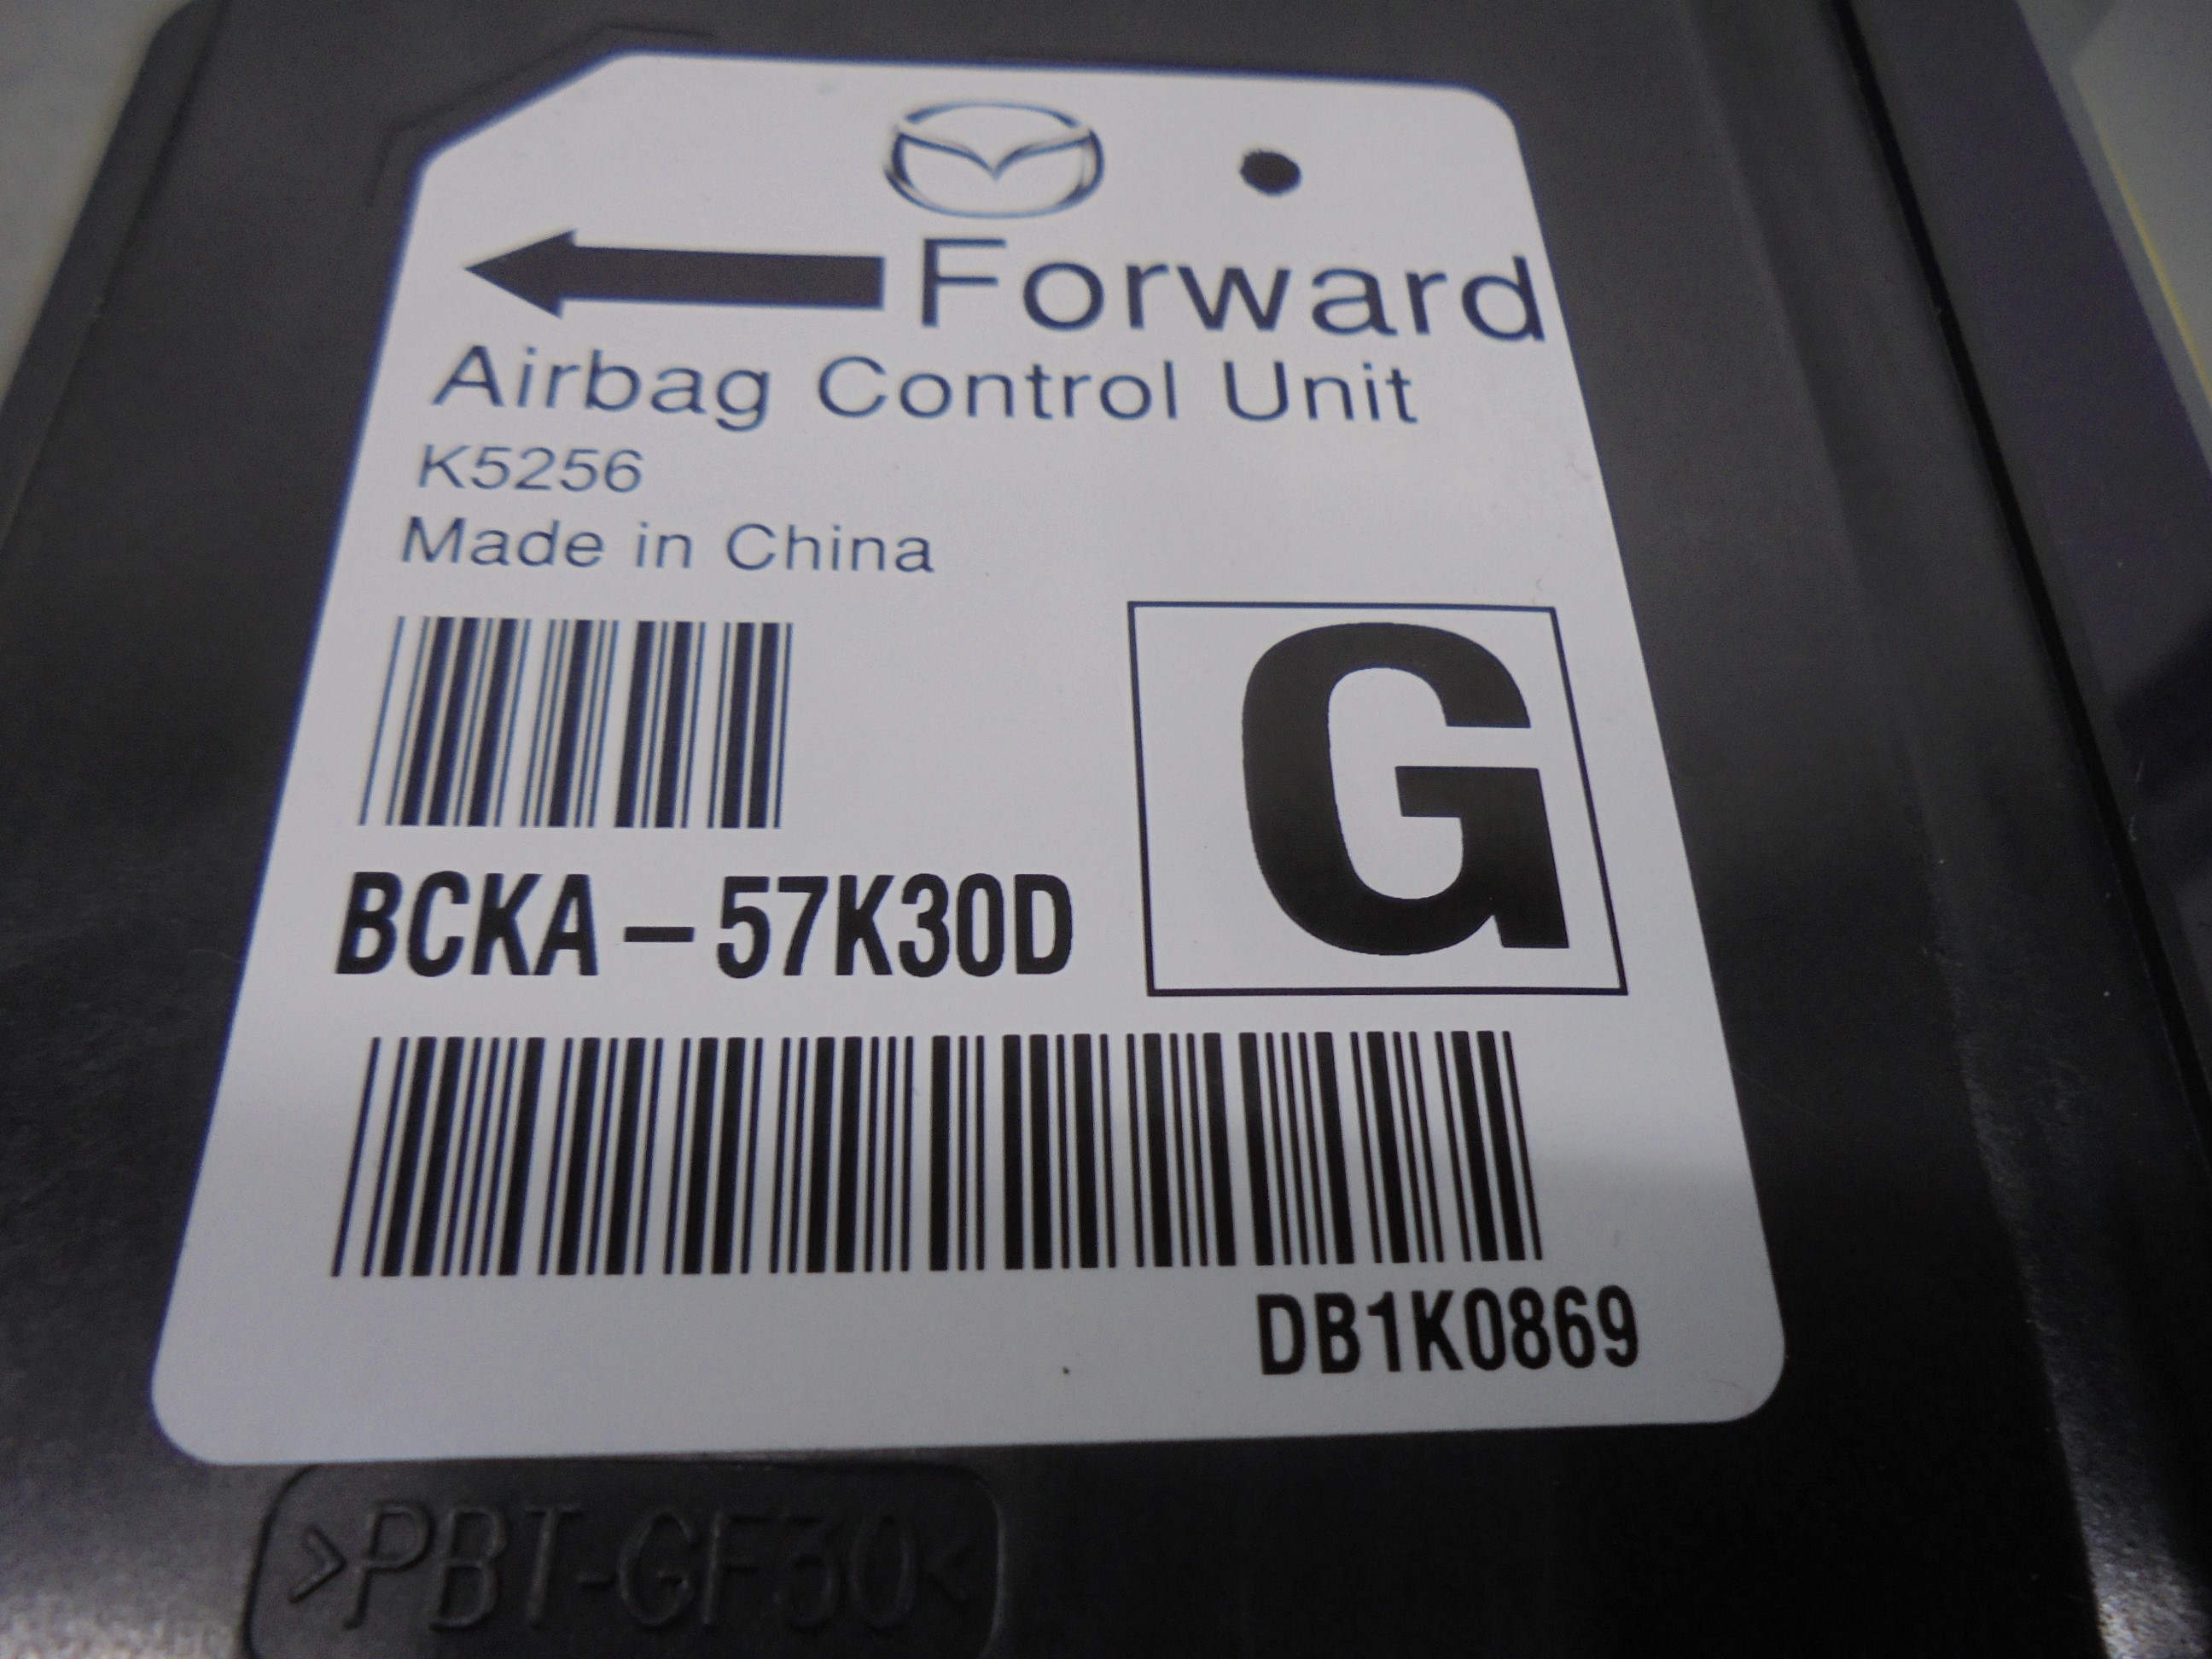 Forward
Airbag Control Unit
K5256
Made in China
G
BCKA-57K30D
DB1K0869
>PBT-GF30<